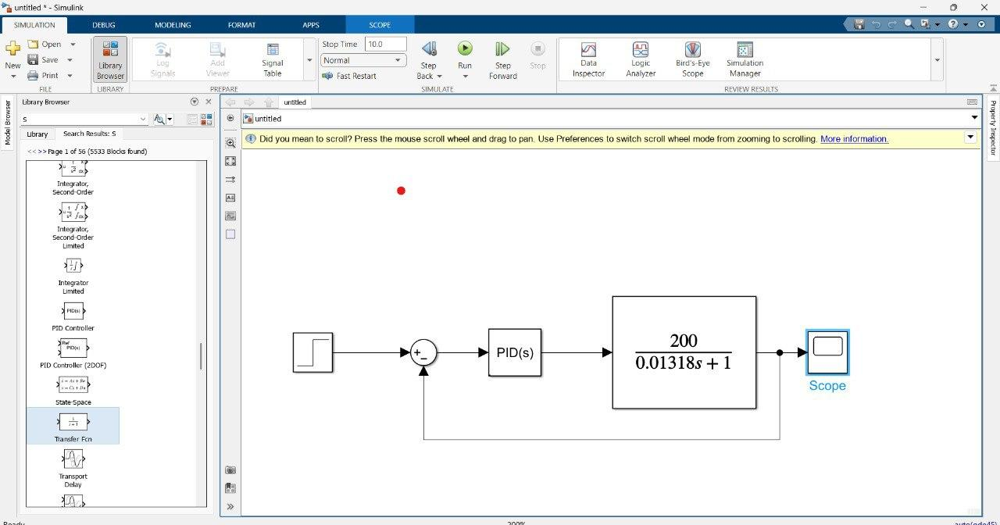 untitled * - Simulink
SIMULATION DEBUG MODELING FORMAT APPS SCOPE
New
Open
Save
Print
FILE
Library Browser
LIBRARY
Log Signals
Add Viewer
Signal Table
PREPARE
Stop Time 10.0
Normal
Fast Restart
Step Back
Run
Step Forward
Stop
SIMULATE
Data Inspector
Logic Analyzer
Bird's-Eye Scope
Simulation Manager
REVIEW RESULTS
Model Browser
Library Browser
s
Library Search Results: S
<< >> Page 1 of 56 (5533 Blocks found)
Integrator,
Second-Order
Integrator,
Second-Order
Limited
Integrator
Limited
PID(s)
PID Controller
Ref
PID(s)
PID Controller (2DOF)
State-Space
Transfer Fcn
Transport
Delay
untitled
untitled
Did you mean to scroll? Press the mouse scroll wheel and drag to pan. Use Preferences to switch scroll wheel mode from zooming to scrolling. More information.
+
−
PID(s)
200
0.01318s + 1
Scope
Property Inspector
Ready
200%
auto(ode45)